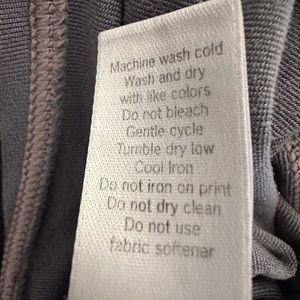 Machine wash cold
Wash and dry
with like colors
Do not bleach
Gentle cycle
Tumble dry low
Cool Iron
Do not iron on print
Do not dry clean
Do not use
fabric softener